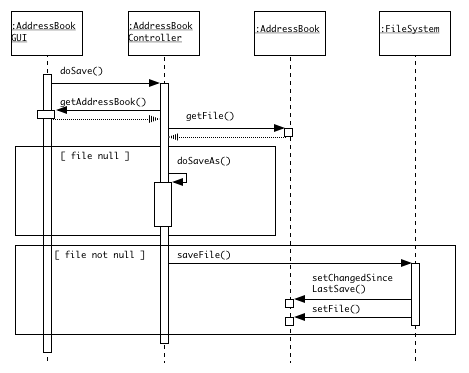 :AddressBook
GUI
:AddressBook
Controller
:AddressBook
:FileSystem
doSave()
getAddressBook()
getFile()
[ file null ]
doSaveAs()
[ file not null ]
saveFile()
setChangedSince
LastSave()
setFile()